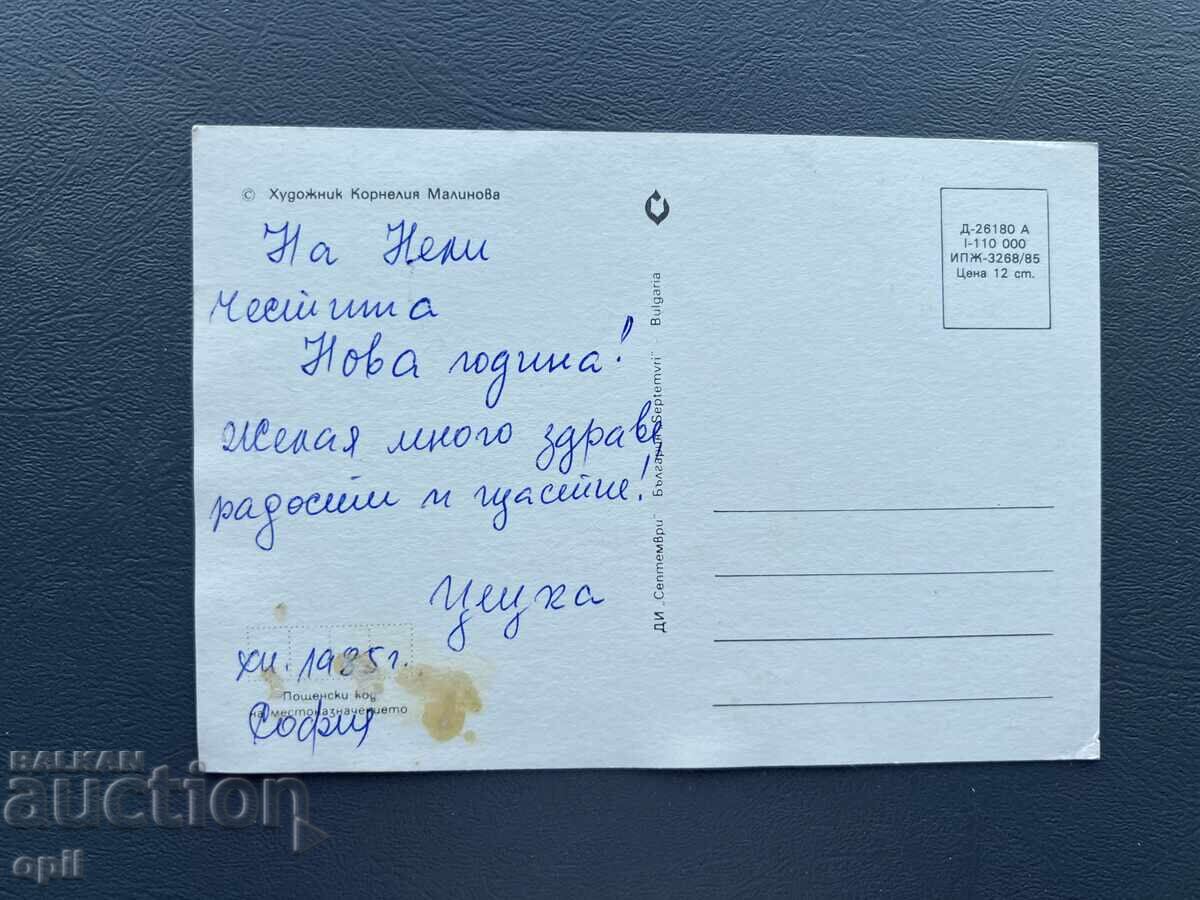 © Художник Корнелия Малинова
На Нели
честита
Нова година!
Желая много здраве,
радости и щастие!
Цецка
XII. 1985 г.
София
Пощенски код
на местоназначението
ДИ „Септември" България „Septemvri" - Bulgaria
Д-26180 А
I-110 000
ИПЖ-3268/85
Цена 12 ст.
BALKAN
auction
opil